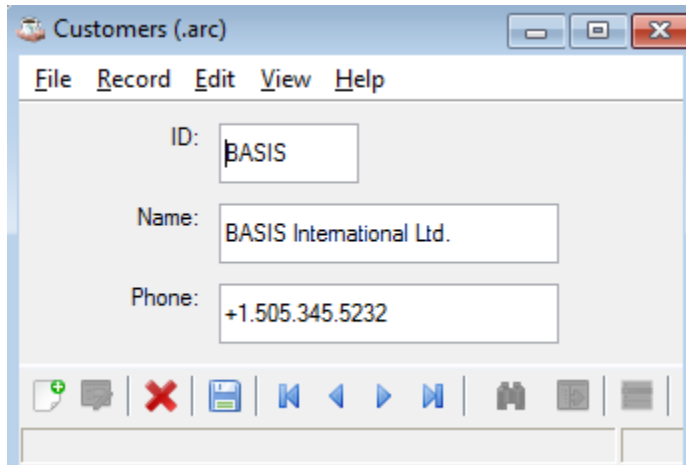 Customers (.arc)
File Record Edit View Help
ID: BASIS
Name: BASIS International Ltd.
Phone: +1.505.345.5232